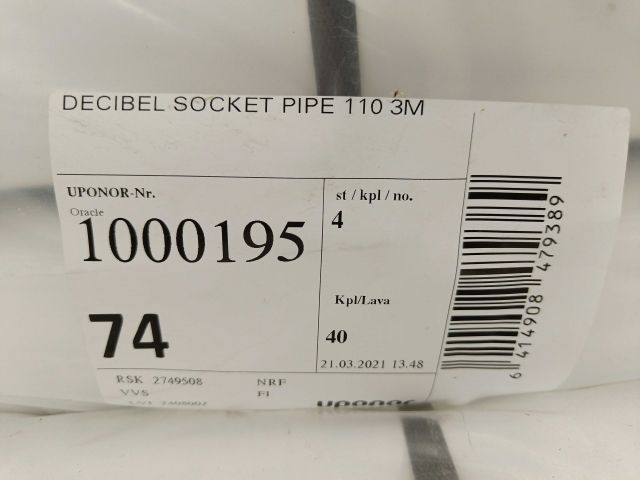 DECIBEL SOCKET PIPE 110 3M
UPONOR-Nr.
Oracle
1000195
74
st / kpl / no.
4
Kpl/Lava
40
21.03.2021 13.48
RSK 2749508
NRF
VVS
FI
uponor
6 414908 479389